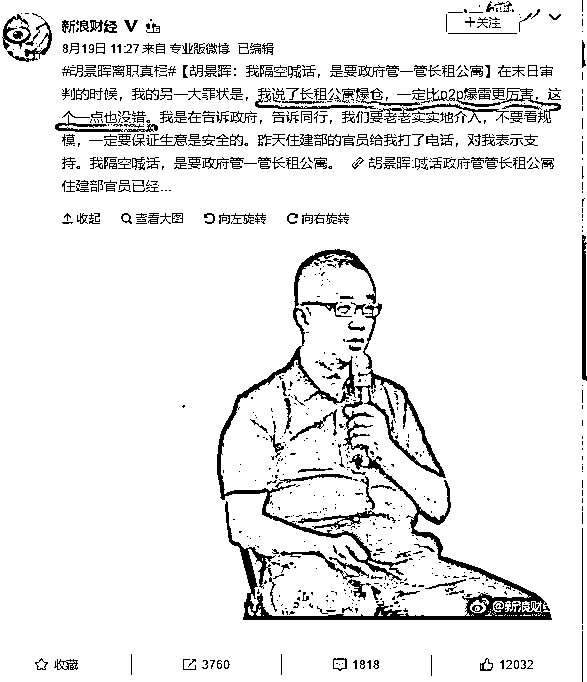 新浪财经
+关注
8月19日 11:27 来自 专业版微博 已编辑
#胡景晖离职真相#【胡景晖：我隔空喊话，是要政府管一管长租公寓】在末日审
判的时候，我的另一大罪状是，我说了长租公寓爆仓，一定比p2p爆雷更厉害，这
个一点也没错。我是在告诉政府，告诉同行，我们要老老实实地介入，不要看规
模，一定要保证生意是安全的。昨天住建部的官员给我打了电话，对我表示支
持。我隔空喊话，是要政府管一管长租公寓。 胡景晖:喊话政府管管长租公寓
住建部官员已经...
收起 查看大图 向左旋转 向右旋转
@新浪财经
收藏 3760 1818 12032